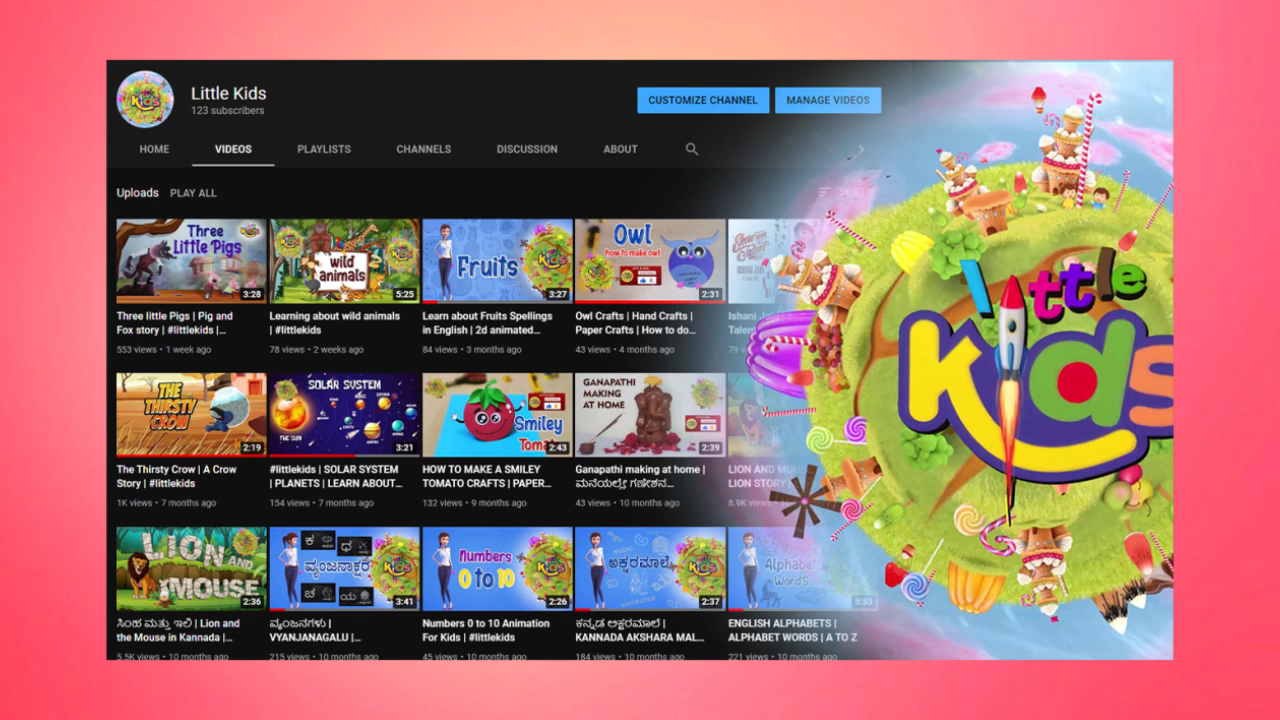 Little Kids
123 subscribers
CUSTOMIZE CHANNEL
MANAGE VIDEOS
HOME
VIDEOS
PLAYLISTS
CHANNELS
DISCUSSION
ABOUT
Uploads PLAY ALL
Three
Little Pigs
3:28
wild
animals
5:25
Fruits
3:27
Owl
how to make owl
2:31
Three little Pigs | Pig and
Fox story | #littlekids |...
553 views • 1 week ago
Learning about wild animals
| #littlekids
78 views • 2 weeks ago
Learn about Fruits Spellings
in English | 2d animated...
84 views • 3 months ago
Owl Crafts | Hand Crafts |
Paper Crafts | How to do...
43 views • 4 months ago
Ishani
Talent
79
THE
THIRSTY
CROW
2:19
SOLAR SYSTEM
THE SUN
3:21
Smiley
2:43
GANAPATHI
MAKING
AT HOME
2:39
The Thirsty Crow | A Crow
Story | #littlekids
1K views • 7 months ago
#littlekids | SOLAR SYSTEM
| PLANETS | LEARN ABOUT...
154 views • 7 months ago
HOW TO MAKE A SMILEY
TOMATO CRAFTS | PAPER...
132 views • 9 months ago
Ganapathi making at home |
ಮನೆಯಲ್ಲೇ ಗಣೇಶನ...
43 views • 10 months ago
LION AND MOU
LION STORY
8.9K views
LION AND
MOUSE
2:36
ವ್ಯಂಜನಾಕ್ಷರ
3:41
Numbers
0 to 10
2:26
ಅಕ್ಷರಮಾಲೆ
2:37
Alphabet
Words
5:53
ಸಿಂಹ ಮತ್ತು ಇಲಿ | Lion and
the Mouse in Kannada |...
5.5K views • 10 months ago
ವ್ಯಂಜನಗಳು |
VYANJANAGALU |...
215 views • 10 months ago
Numbers 0 to 10 Animation
For Kids | #littlekids
45 views • 10 months ago
ಕನ್ನಡ ಅಕ್ಷರಮಾಲೆ |
KANNADA AKSHARA MAL...
184 views • 10 months ago
ENGLISH ALPHABETS |
ALPHABET WORDS | A TO Z
221 views • 10 months ago
little
Kids